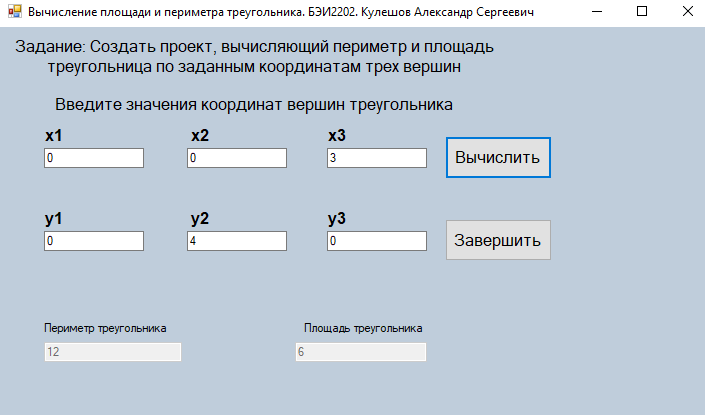 Вычисление площади и периметра треугольника. БЭИ2202. Кулешов Александр Сергеевич
Задание: Создать проект, вычисляющий периметр и площадь
треугольница по заданным координатам трех вершин
Введите значения координат вершин треугольника
x1 x2 x3
0 0 3 Вычислить
y1 y2 y3
0 4 0 Завершить
Периметр треугольника Площадь треугольника
12 6